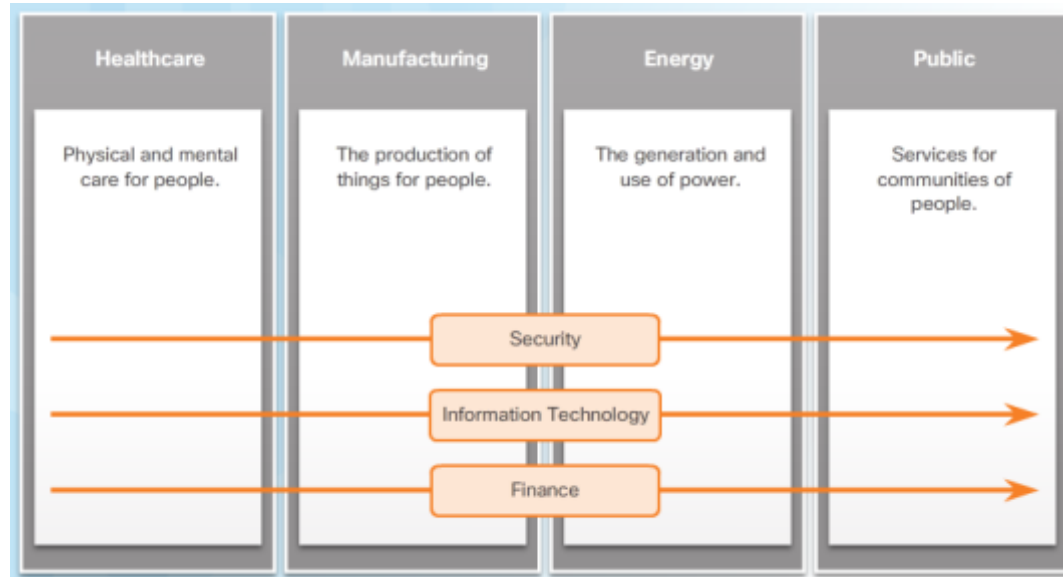 Healthcare
Manufacturing
Energy
Public
Physical and mental
care for people.
The production of
things for people.
The generation and
use of power.
Services for
communities of
people.
Security
Information Technology
Finance